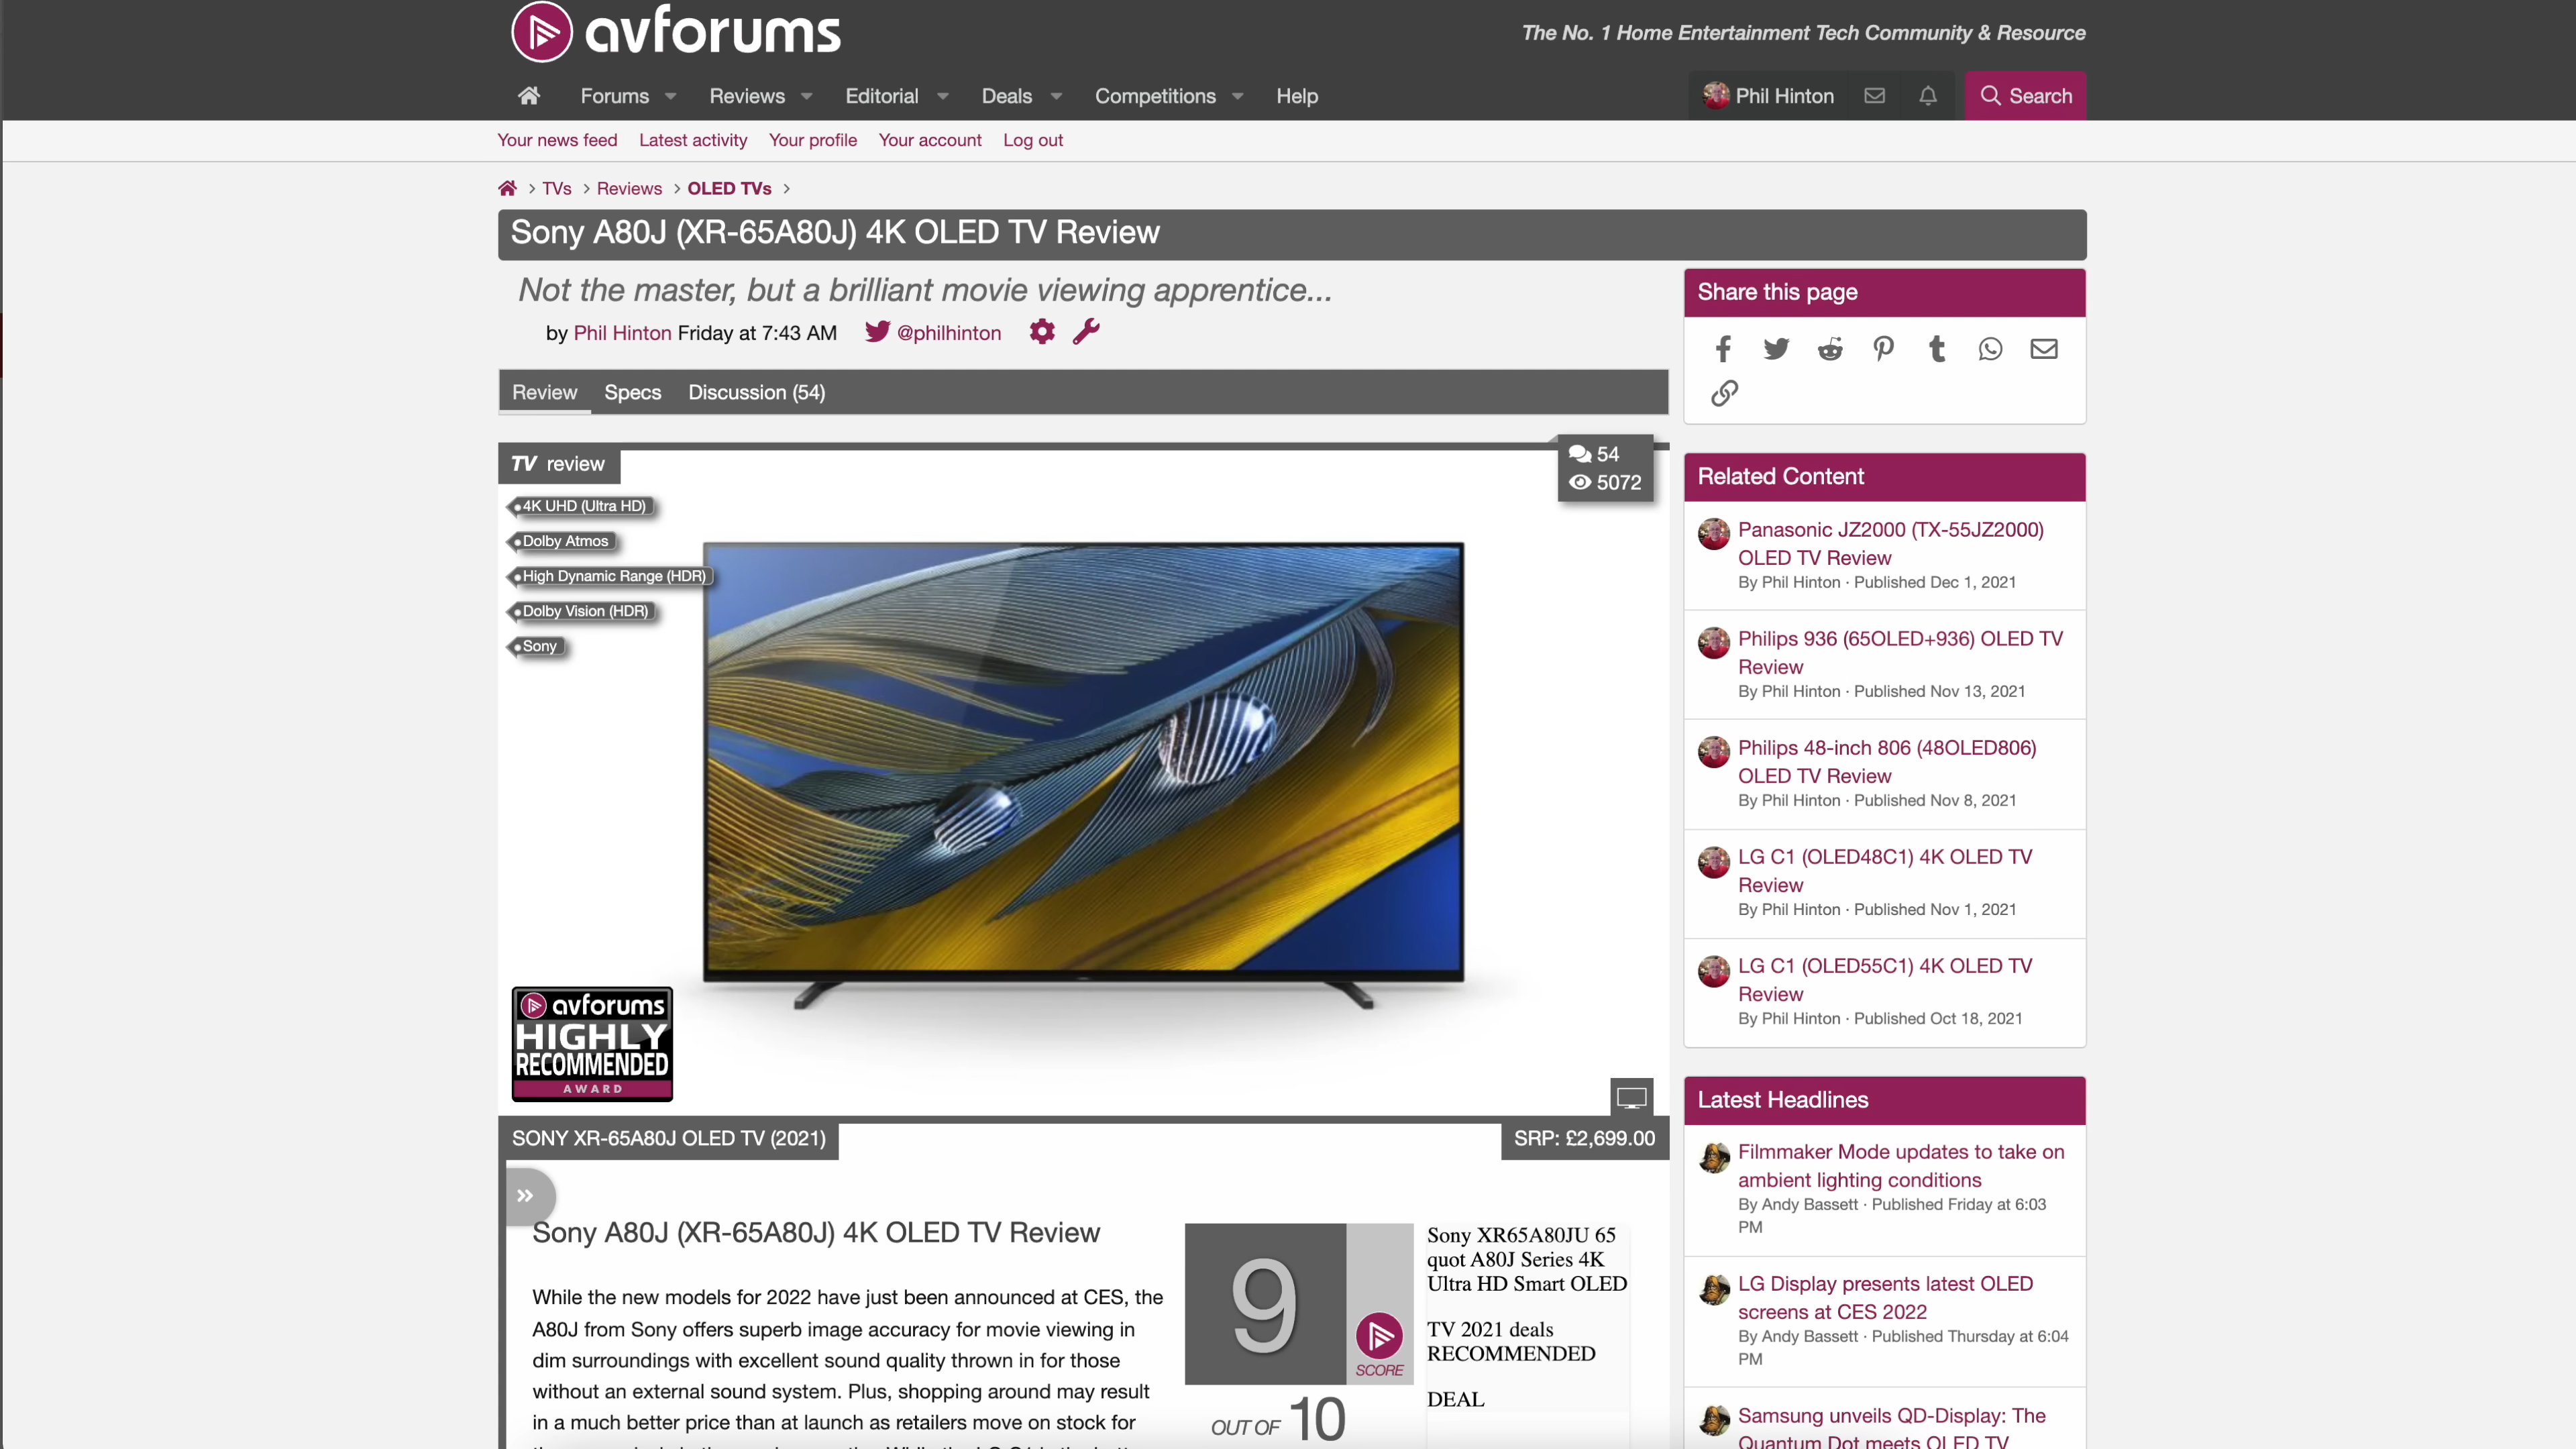 avforums
The No. 1 Home Entertainment Tech Community & Resource
Forums Reviews Editorial Deals Competitions Help
Phil Hinton
Search
Your news feed Latest activity Your profile Your account Log out
> TVs > Reviews > OLED TVs >
Sony A80J (XR-65A80J) 4K OLED TV Review
Not the master, but a brilliant movie viewing apprentice...
by Phil Hinton Friday at 7:43 AM @philhinton
Review Specs Discussion (54)
TV review
54
5072
4K UHD (Ultra HD)
Dolby Atmos
High Dynamic Range (HDR)
Dolby Vision (HDR)
Sony
avforums
HIGHLY
RECOMMENDED
AWARD
SONY XR-65A80J OLED TV (2021)
SRP: £2,699.00
»
Sony A80J (XR-65A80J) 4K OLED TV Review
While the new models for 2022 have just been announced at CES, the
A80J from Sony offers superb image accuracy for movie viewing in
dim surroundings with excellent sound quality thrown in for those
without an external sound system. Plus, shopping around may result
in a much better price than at launch as retailers move on stock for
9
SCORE
OUT OF 10
Sony XR65A80JU 65
quot A80J Series 4K
Ultra HD Smart OLED
TV 2021 deals
RECOMMENDED
DEAL
Share this page
Related Content
Panasonic JZ2000 (TX-55JZ2000)
OLED TV Review
By Phil Hinton · Published Dec 1, 2021
Philips 936 (65OLED+936) OLED TV
Review
By Phil Hinton · Published Nov 13, 2021
Philips 48-inch 806 (48OLED806)
OLED TV Review
By Phil Hinton · Published Nov 8, 2021
LG C1 (OLED48C1) 4K OLED TV
Review
By Phil Hinton · Published Nov 1, 2021
LG C1 (OLED55C1) 4K OLED TV
Review
By Phil Hinton · Published Oct 18, 2021
Latest Headlines
Filmmaker Mode updates to take on
ambient lighting conditions
By Andy Bassett · Published Friday at 6:03
PM
LG Display presents latest OLED
screens at CES 2022
By Andy Bassett · Published Thursday at 6:04
PM
Samsung unveils QD-Display: The
Quantum Dot meets OLED TV